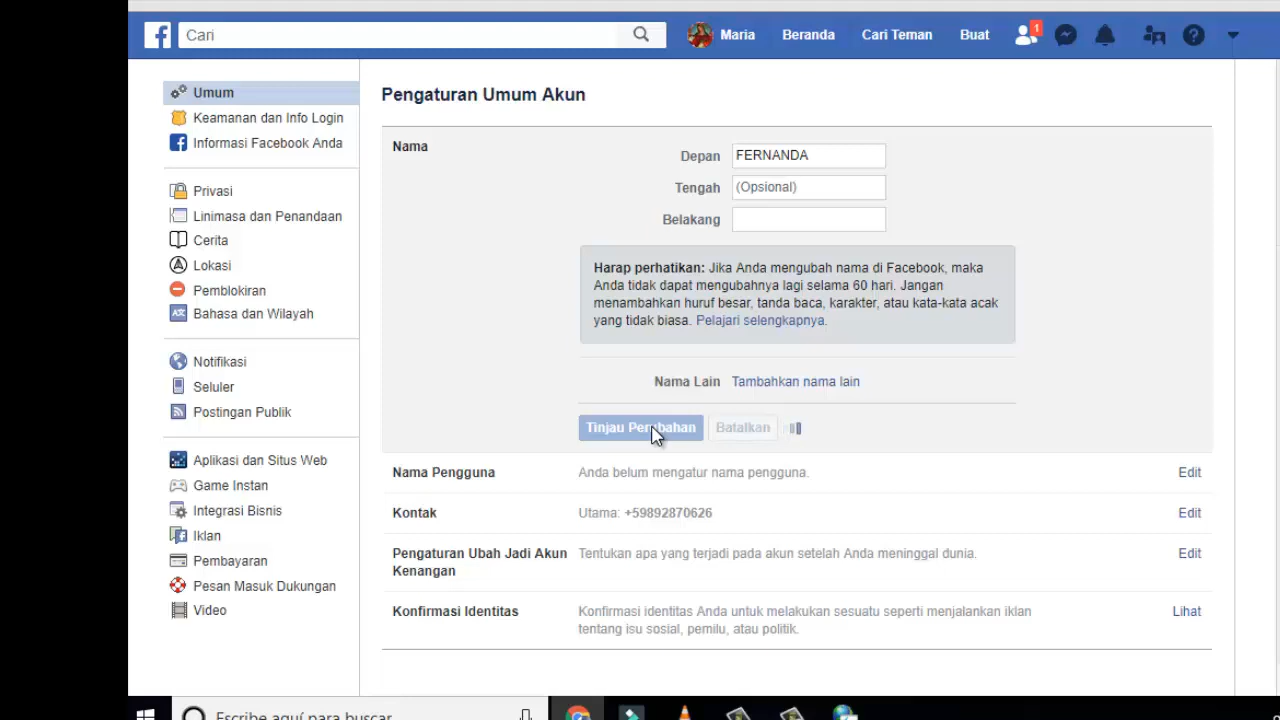 f
Cari
Maria
Beranda
Cari Teman
Buat
1
Umum
Keamanan dan Info Login
Informasi Facebook Anda
Privasi
Linimasa dan Penandaan
Cerita
Lokasi
Pemblokiran
Bahasa dan Wilayah
Notifikasi
Seluler
Postingan Publik
Aplikasi dan Situs Web
Game Instan
Integrasi Bisnis
Iklan
Pembayaran
Pesan Masuk Dukungan
Video
Pengaturan Umum Akun
Nama
Depan FERNANDA
Tengah (Opsional)
Belakang
Harap perhatikan: Jika Anda mengubah nama di Facebook, maka
Anda tidak dapat mengubahnya lagi selama 60 hari. Jangan
menambahkan huruf besar, tanda baca, karakter, atau kata-kata acak
yang tidak biasa. Pelajari selengkapnya.
Nama Lain Tambahkan nama lain
Tinjau Perubahan Batalkan
Nama Pengguna Anda belum mengatur nama pengguna. Edit
Kontak Utama: +59892870626 Edit
Pengaturan Ubah Jadi Akun Tentukan apa yang terjadi pada akun setelah Anda meninggal dunia. Edit
Kenangan
Konfirmasi Identitas Konfirmasi identitas Anda untuk melakukan sesuatu seperti menjalankan iklan Lihat
tentang isu sosial, pemilu, atau politik.
Escribe aquí para buscar